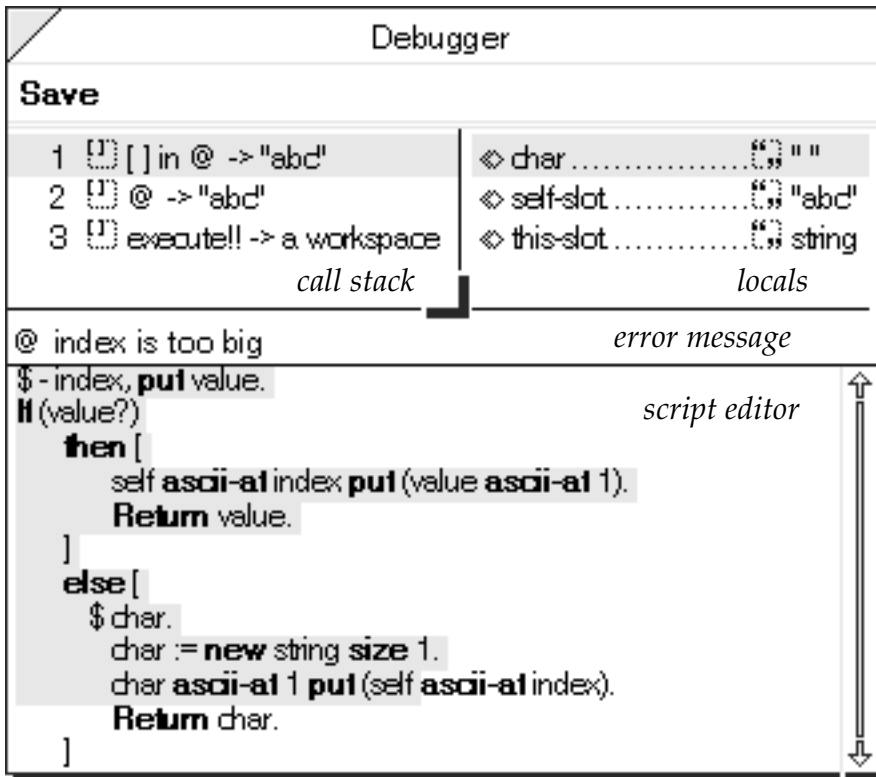 Debugger
Save
1 [ ] in @ -> "abc"
2 @ -> "abc"
3 execute!! -> a workspace
call stack
char ................. " "
self-slot .............. "abc"
this-slot .............. string
locals
@ index is too big
error message
$ - index, put value.
If (value?)
then [
self ascii-at index put (value ascii-at 1).
Return value.
]
else [
$ char.
char := new string size 1.
char ascii-at 1 put (self ascii-at index).
Return char.
]
script editor